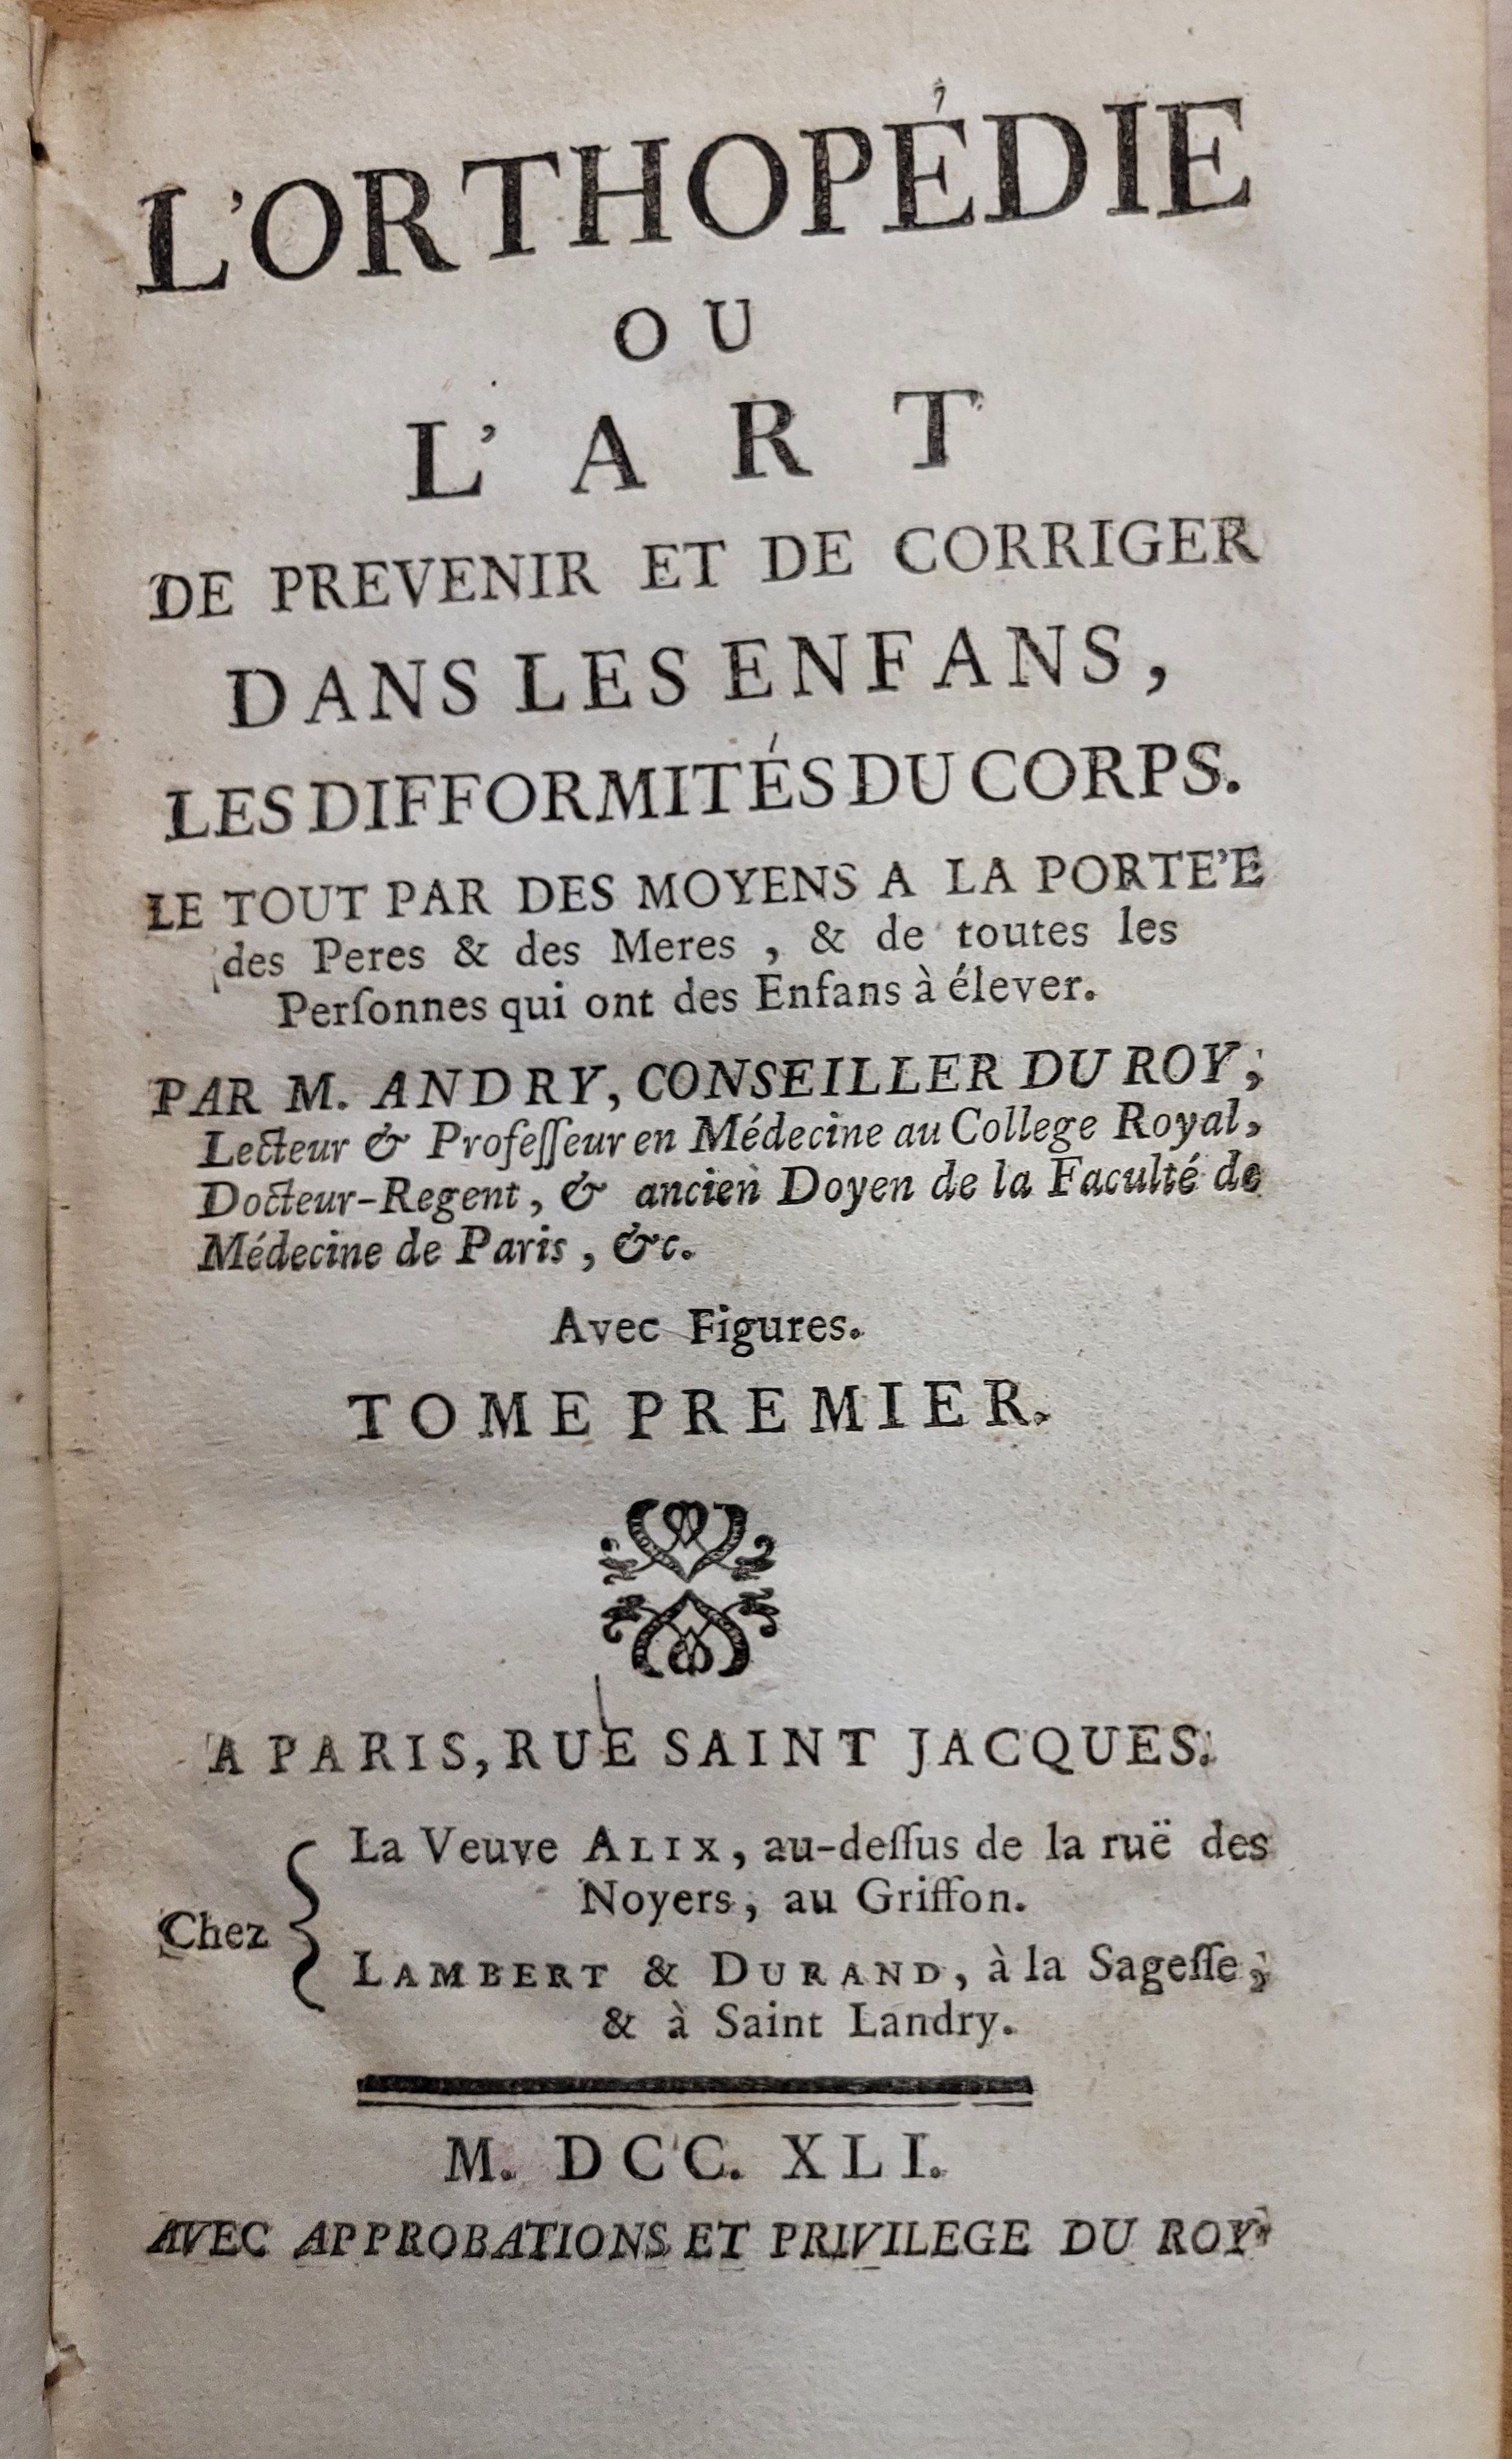 L'ORTHOPÉDIE
OU
L'ART
DE PREVENIR ET DE CORRIGER
DANS LES ENFANS,
LES DIFFORMITÉS DU CORPS.
LE TOUT PAR DES MOYENS A LA PORTE'E
des Peres & des Meres, & de toutes les
Perſonnes qui ont des Enfans à élever.
PAR M. ANDRY, CONSEILLER DU ROY,
Lecteur & Profeſſeur en Médecine au College Royal,
Docteur-Regent, & ancien Doyen de la Faculté de
Médecine de Paris, &c.
Avec Figures.
TOME PREMIER.
A PARIS, RUE SAINT JACQUES.
La Veuve ALIX, au-deſſus de la ruë des
Noyers, au Griffon.
Chez
LAMBERT & DURAND, à la Sageſſe,
& à Saint Landry.
M. DCC. XLI.
AVEC APPROBATIONS ET PRIVILEGE DU ROY.